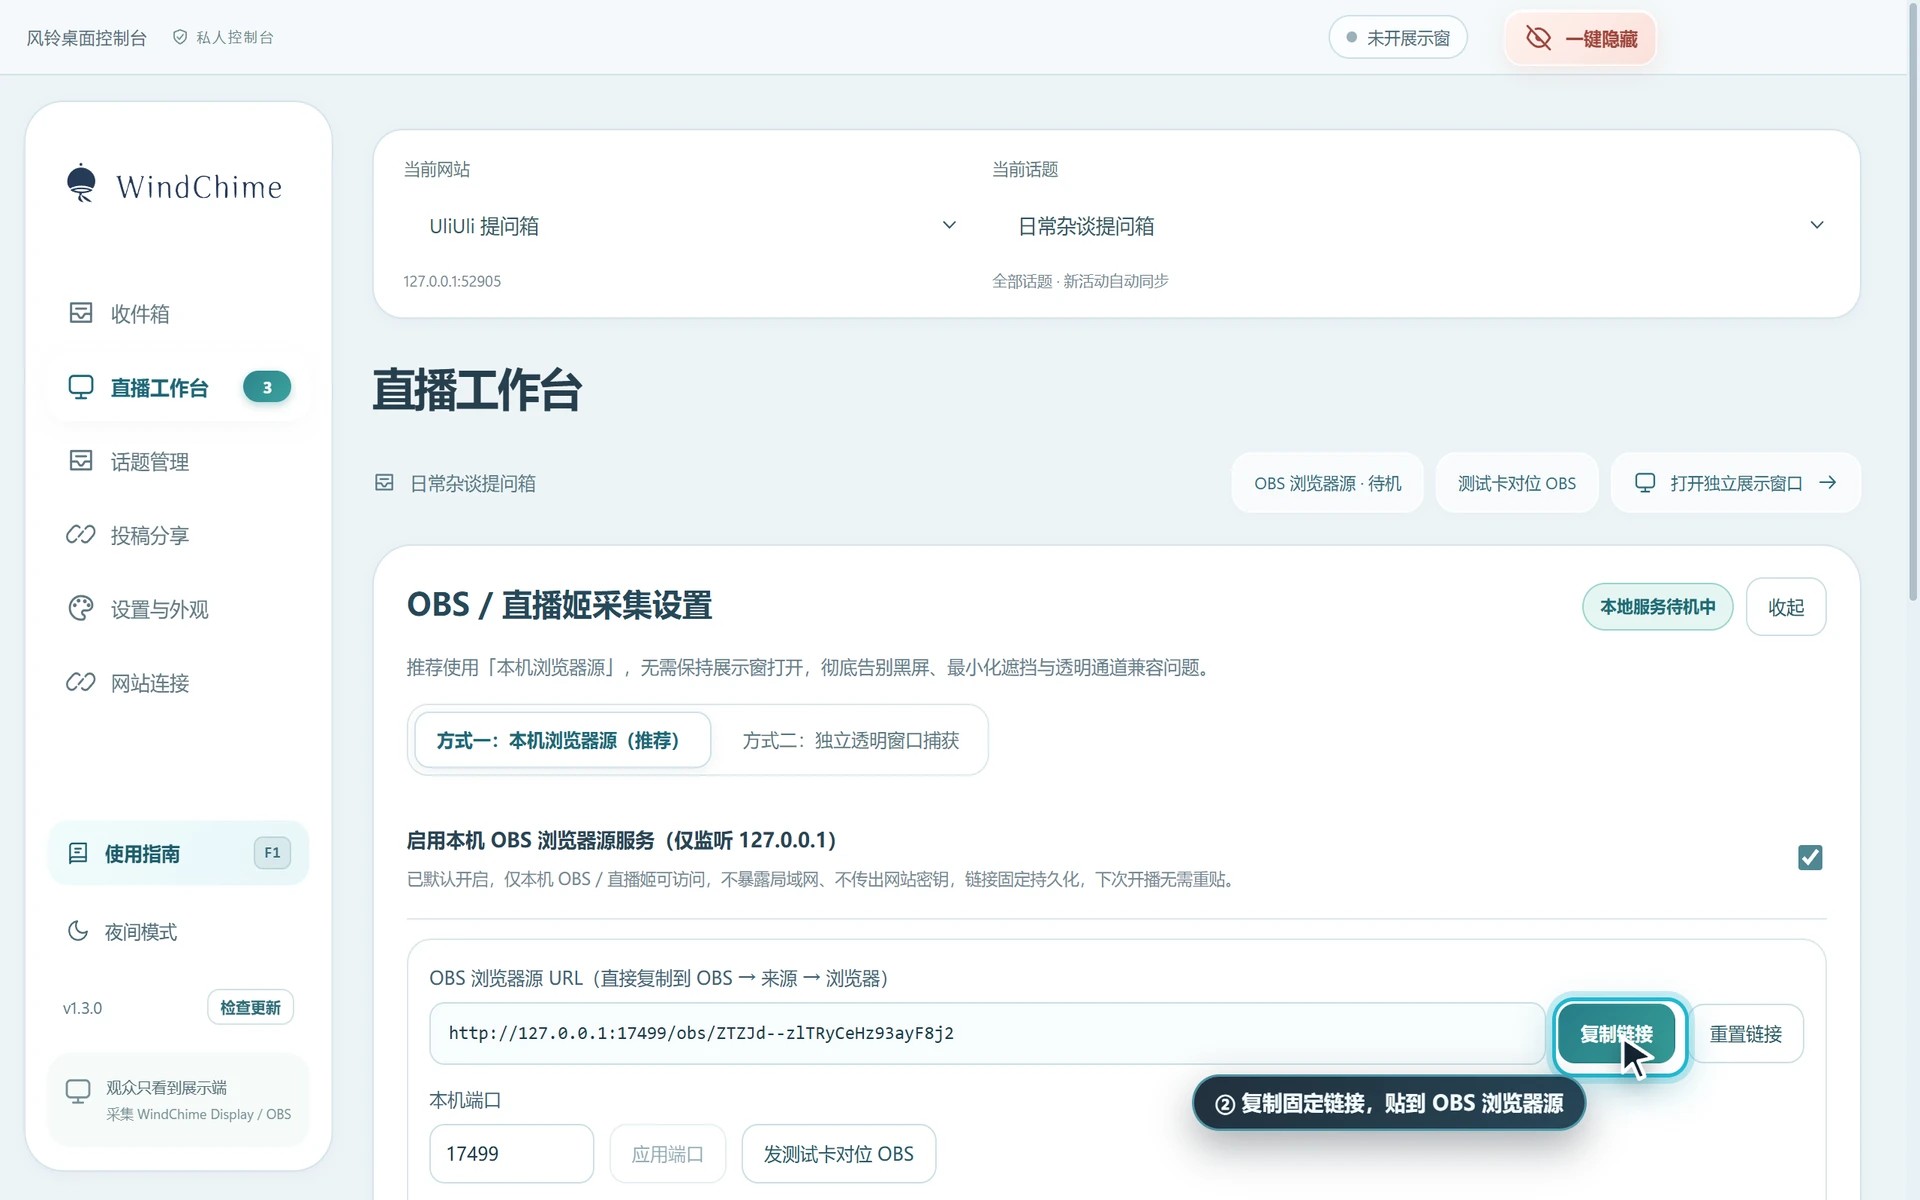 风铃桌面控制台
私人控制台
未开展示窗
一键隐藏
WindChime
收件箱
直播工作台
3
话题管理
投稿分享
设置与外观
网站连接
使用指南
F1
夜间模式
v1.3.0
检查更新
观众只看到展示端
采集 WindChime Display / OBS
当前网站
UliUli 提问箱
127.0.0.1:52905
当前话题
日常杂谈提问箱
全部话题 · 新活动自动同步
直播工作台
日常杂谈提问箱
OBS 浏览器源 · 待机
测试卡对位 OBS
打开独立展示窗口 →
OBS / 直播姬采集设置
本地服务待机中
收起
推荐使用「本机浏览器源」，无需保持展示窗打开，彻底告别黑屏、最小化遮挡与透明通道兼容问题。
方式一：本机浏览器源（推荐）
方式二：独立透明窗口捕获
启用本机 OBS 浏览器源服务（仅监听 127.0.0.1）
已默认开启，仅本机 OBS / 直播姬可访问，不暴露局域网、不传出网站密钥，链接固定持久化，下次开播无需重贴。
OBS 浏览器源 URL（直接复制到 OBS → 来源 → 浏览器）
http://127.0.0.1:17499/obs/ZTZJd--zlTRyCeHz93ayF8j2
复制链接
重置链接
② 复制固定链接，贴到 OBS 浏览器源
本机端口
17499
应用端口
发测试卡对位 OBS